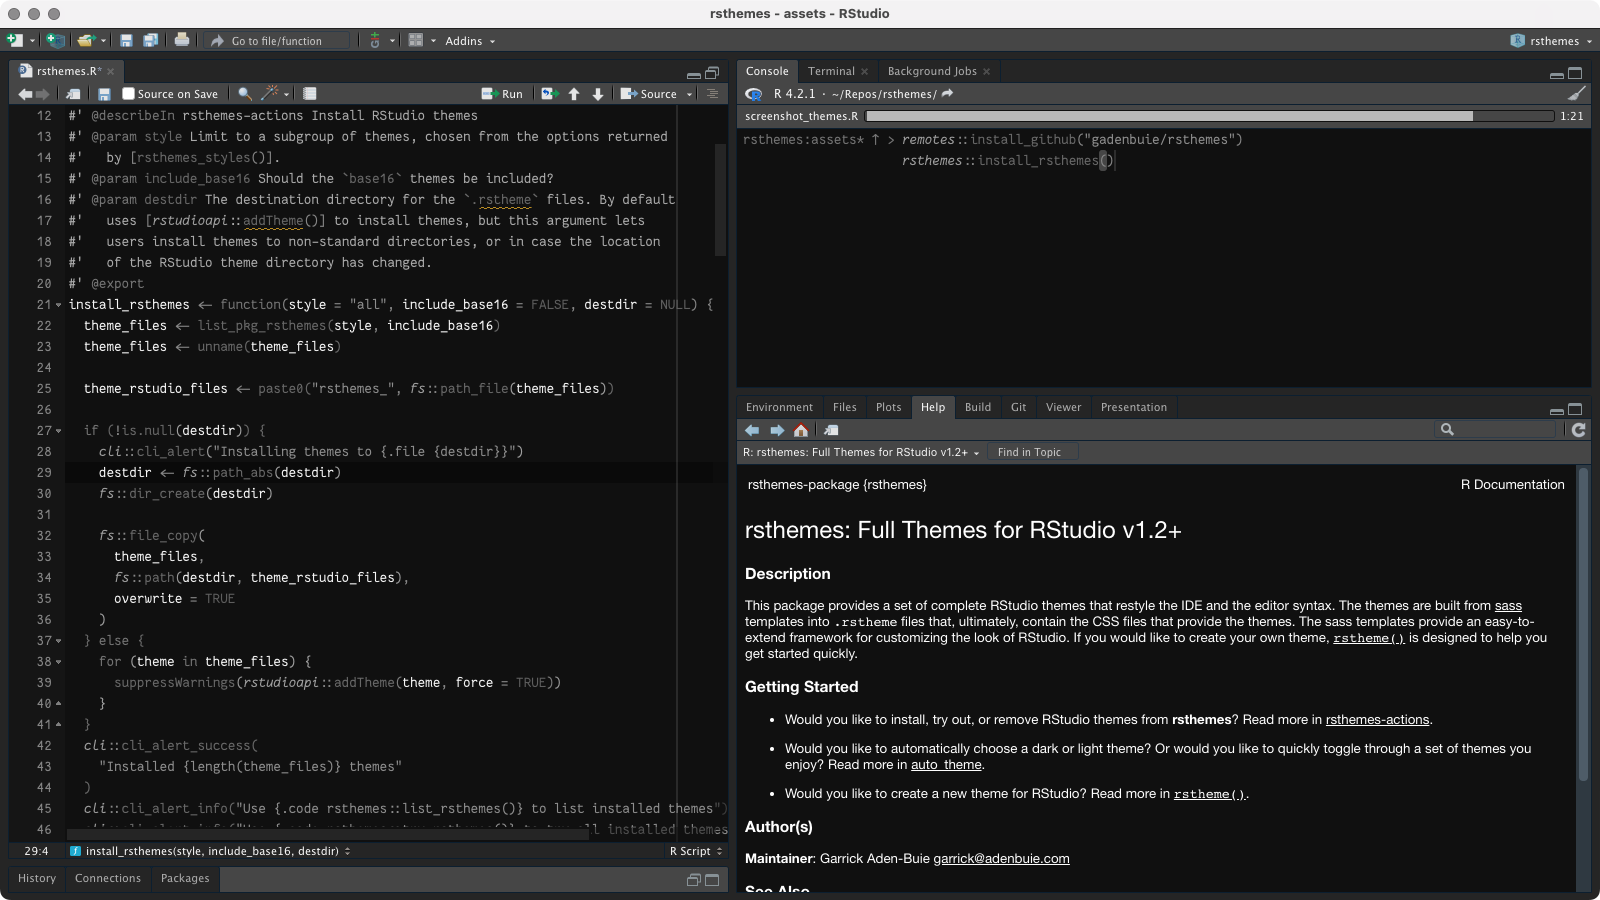 rsthemes - assets - RStudio
Go to file/function
Addins
rsthemes
rsthemes.R*
Source on Save
Run
Source
12 #' @describeIn rsthemes-actions Install RStudio themes
13 #' @param style Limit to a subgroup of themes, chosen from the options returned
14 #'   by [rsthemes_styles()].
15 #' @param include_base16 Should the `base16` themes be included?
16 #' @param destdir The destination directory for the `.rstheme` files. By default
17 #'   uses [rstudioapi::addTheme()] to install themes, but this argument lets
18 #'   users install themes to non-standard directories, or in case the location
19 #'   of the RStudio theme directory has changed.
20 #' @export
21 install_rsthemes <- function(style = "all", include_base16 = FALSE, destdir = NULL) {
22   theme_files <- list_pkg_rsthemes(style, include_base16)
23   theme_files <- unname(theme_files)
24
25   theme_rstudio_files <- paste0("rsthemes_", fs::path_file(theme_files))
26
27   if (!is.null(destdir)) {
28     cli::cli_alert("Installing themes to {.file {destdir}}")
29     destdir <- fs::path_abs(destdir)
30     fs::dir_create(destdir)
31
32     fs::file_copy(
33       theme_files,
34       fs::path(destdir, theme_rstudio_files),
35       overwrite = TRUE
36     )
37   } else {
38     for (theme in theme_files) {
39       suppressWarnings(rstudioapi::addTheme(theme, force = TRUE))
40     }
41   }
42   cli::cli_alert_success(
43     "Installed {length(theme_files)} themes"
44   )
45   cli::cli_alert_info("Use {.code rsthemes::list_rsthemes()} to list installed themes")
46
29:4
install_rsthemes(style, include_base16, destdir)
R Script
History
Connections
Packages
Console
Terminal
Background Jobs
R 4.2.1 · ~/Repos/rsthemes/
screenshot_themes.R
1:21
rsthemes:assets* ↑ > remotes::install_github("gadenbuie/rsthemes")
rsthemes::install_rsthemes()
Environment
Files
Plots
Help
Build
Git
Viewer
Presentation
R: rsthemes: Full Themes for RStudio v1.2+
Find in Topic
rsthemes-package {rsthemes}
R Documentation
rsthemes: Full Themes for RStudio v1.2+
Description
This package provides a set of complete RStudio themes that restyle the IDE and the editor syntax. The themes are built from sass
templates into .rstheme files that, ultimately, contain the CSS files that provide the themes. The sass templates provide an easy-to-
extend framework for customizing the look of RStudio. If you would like to create your own theme, rstheme() is designed to help you
get started quickly.
Getting Started
• Would you like to install, try out, or remove RStudio themes from rsthemes? Read more in rsthemes-actions.
• Would you like to automatically choose a dark or light theme? Or would you like to quickly toggle through a set of themes you
enjoy? Read more in auto_theme.
• Would you like to create a new theme for RStudio? Read more in rstheme().
Author(s)
Maintainer: Garrick Aden-Buie garrick@adenbuie.com
See Also